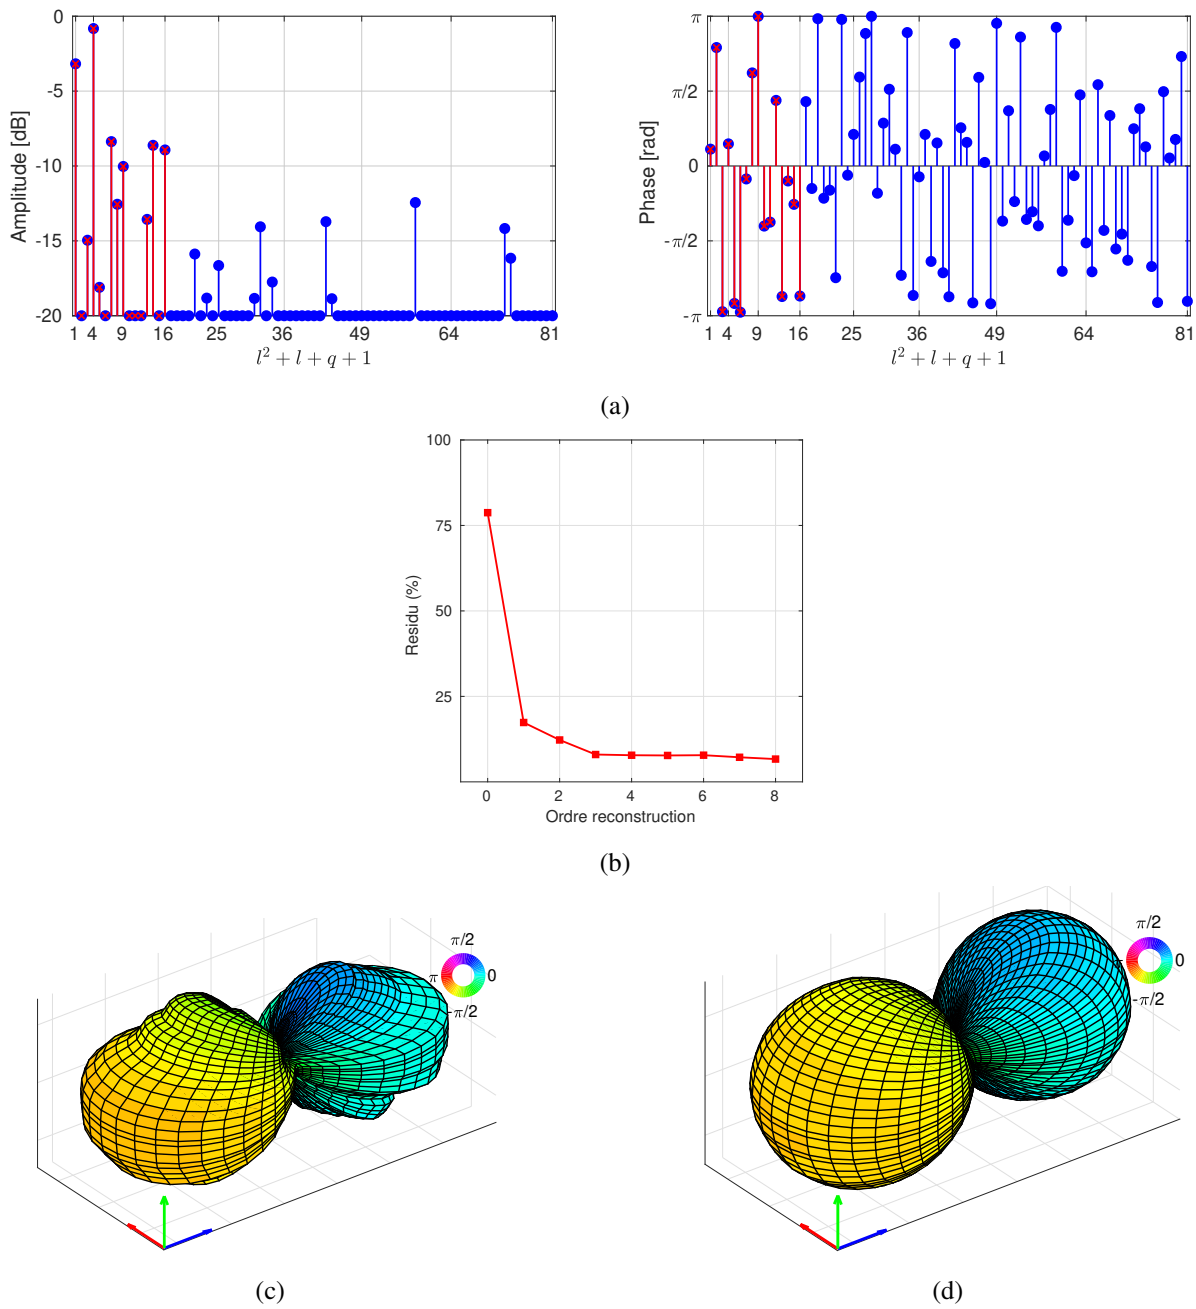 0
-5
-10
-15
-20
Amplitude [dB]
1 4 9 16 25 36 49 64 81
l² + l + q + 1
π
π/2
0
-π/2
-π
Phase [rad]
1 4 9 16 25 36 49 64 81
l² + l + q + 1
(a)
100
75
50
25
Residu (%)
0 2 4 6 8
Ordre reconstruction
(b)
π/2
π 0
-π/2
π/2
π 0
-π/2
(c) (d)